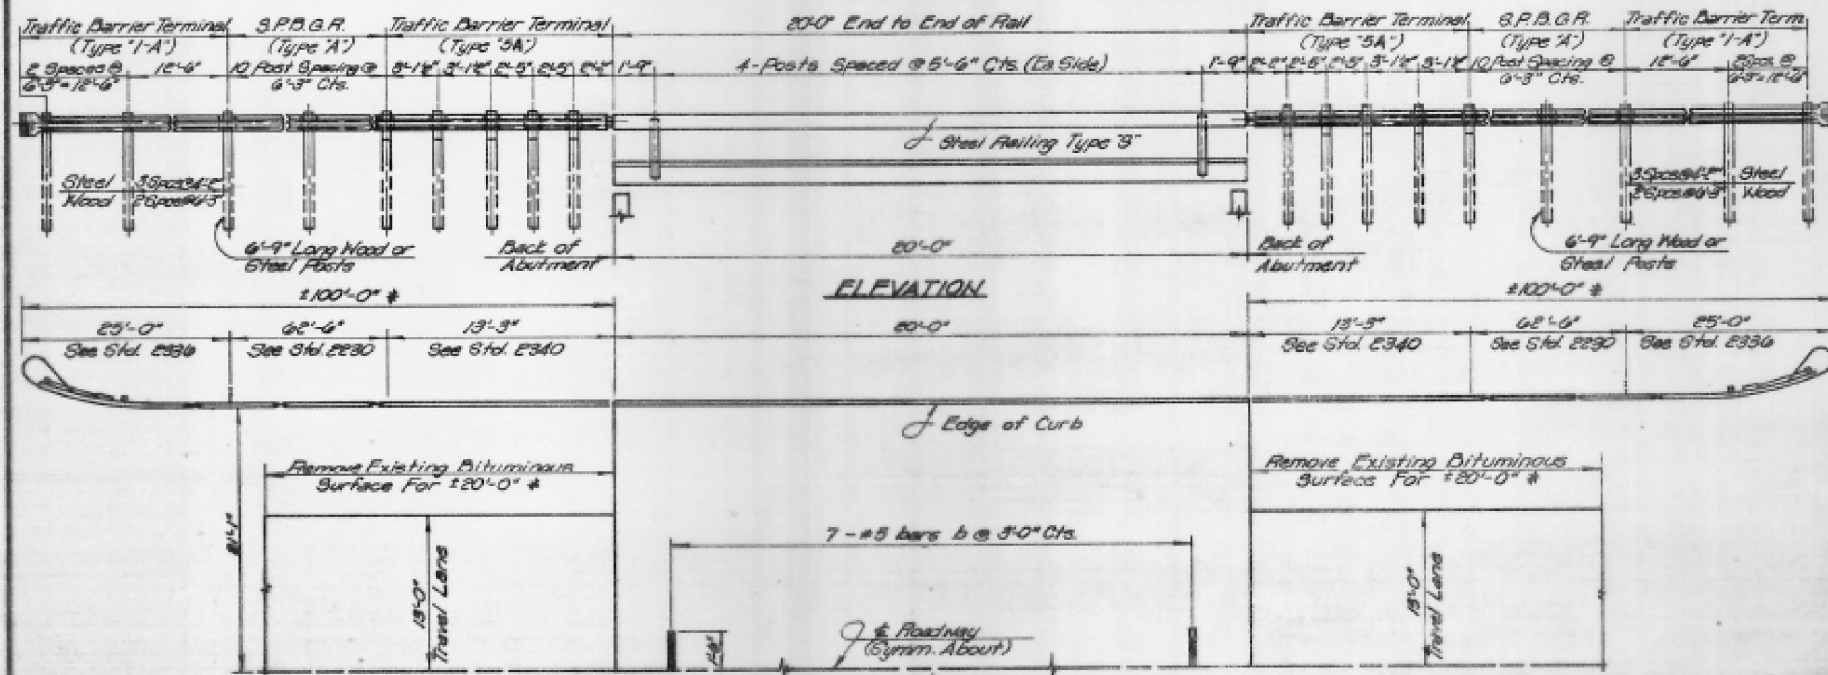 Traffic Barrier Terminal
(Type "1-A")
2 Spaces @
6'-3"=12'-6"
12'-6"
S.P.B.G.R.
(Type "A")
10 Post Spacing @
6'-3" Cts.
Traffic Barrier Terminal
(Type "5A")
3'-1½" 3'-1½" 2'-5" 2'-5" 2'-2"
1'-9"
20'-0" End to End of Rail
4-Posts Spaced @ 5'-6" Cts. (Ea Side)
1'-9"
Traffic Barrier Terminal
(Type "5A")
2'-2" 2'-5" 2'-5" 3'-1½" 3'-1½"
S.P.B.G.R.
(Type "A")
10 Post Spacing @
6'-3" Cts.
Traffic Barrier Term
(Type "1-A")
12'-6"
6'-3"=12'-6"
Steel Railing Type "S"
Steel
Wood
Steel
Wood
6'-9" Long Wood or
Steel Posts
Back of
Abutment
20'-0"
Back of
Abutment
6'-9" Long Wood or
Steel Posts
ELEVATION
±100'-0" *
±100'-0" *
25'-0"
See Std. 2336
62'-6"
See Std. 2230
13'-3"
See Std. 2340
20'-0"
13'-3"
See Std. 2340
62'-6"
See Std. 2230
25'-0"
See Std. 2336
Edge of Curb
Remove Existing Bituminous
Surface For ±20'-0" *
Remove Existing Bituminous
Surface For ±20'-0" *
7-#5 bars b @ 3'-0" Cts.
Travel Lane
Travel Lane
℄ Roadway
(Symm. About)